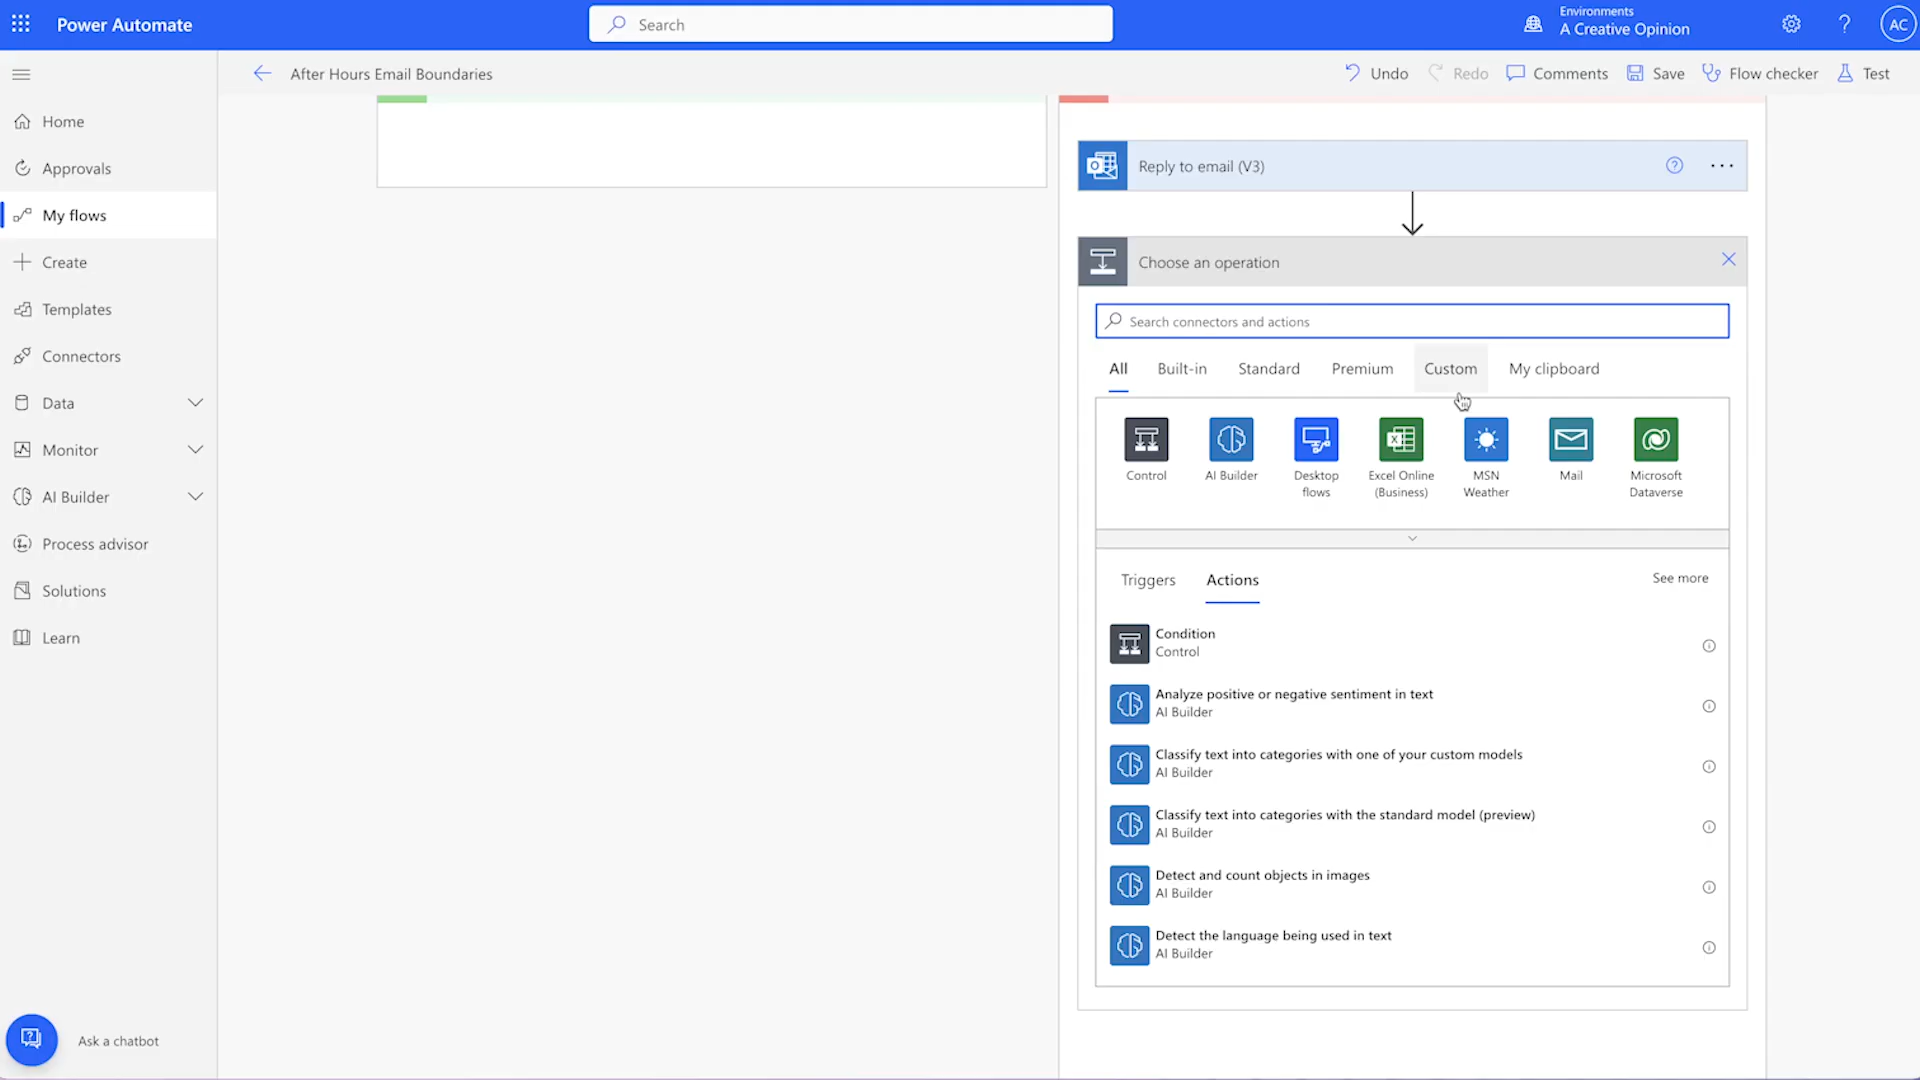 Power Automate
Search
Environments
A Creative Opinion
AC
After Hours Email Boundaries
Undo
Redo
Comments
Save
Flow checker
Test
Home
Approvals
My flows
Create
Templates
Connectors
Data
Monitor
AI Builder
Process advisor
Solutions
Learn
Ask a chatbot
Reply to email (V3)
Choose an operation
Search connectors and actions
All
Built-in
Standard
Premium
Custom
My clipboard
Control
AI Builder
Desktop
flows
Excel Online
(Business)
MSN
Weather
Mail
Microsoft
Dataverse
Triggers
Actions
See more
Condition
Control
Analyze positive or negative sentiment in text
AI Builder
Classify text into categories with one of your custom models
AI Builder
Classify text into categories with the standard model (preview)
AI Builder
Detect and count objects in images
AI Builder
Detect the language being used in text
AI Builder